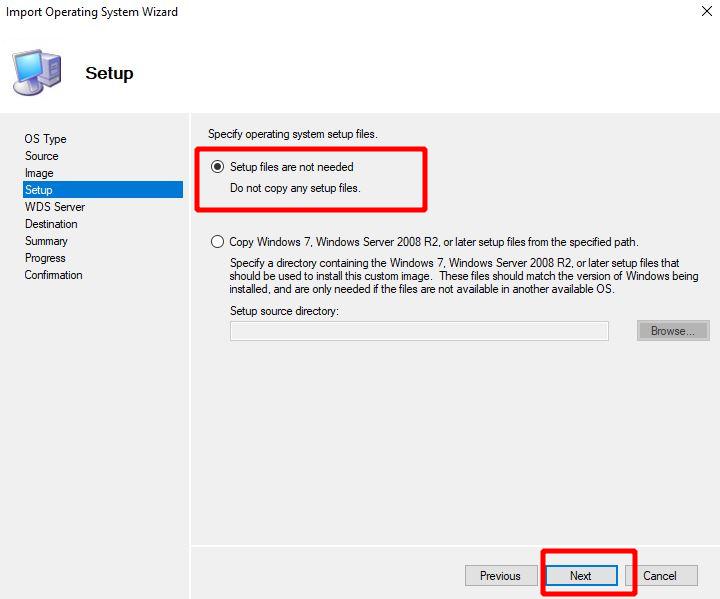 Import Operating System Wizard
Setup
OS Type
Source
Image
Setup
WDS Server
Destination
Summary
Progress
Confirmation
Specify operating system setup files.
Setup files are not needed
Do not copy any setup files.
Copy Windows 7, Windows Server 2008 R2, or later setup files from the specified path.
Specify a directory containing the Windows 7, Windows Server 2008 R2, or later setup files that
should be used to install this custom image. These files should match the version of Windows being
installed, and are only needed if the files are not available in another available OS.
Setup source directory:
Browse...
Previous
Next
Cancel